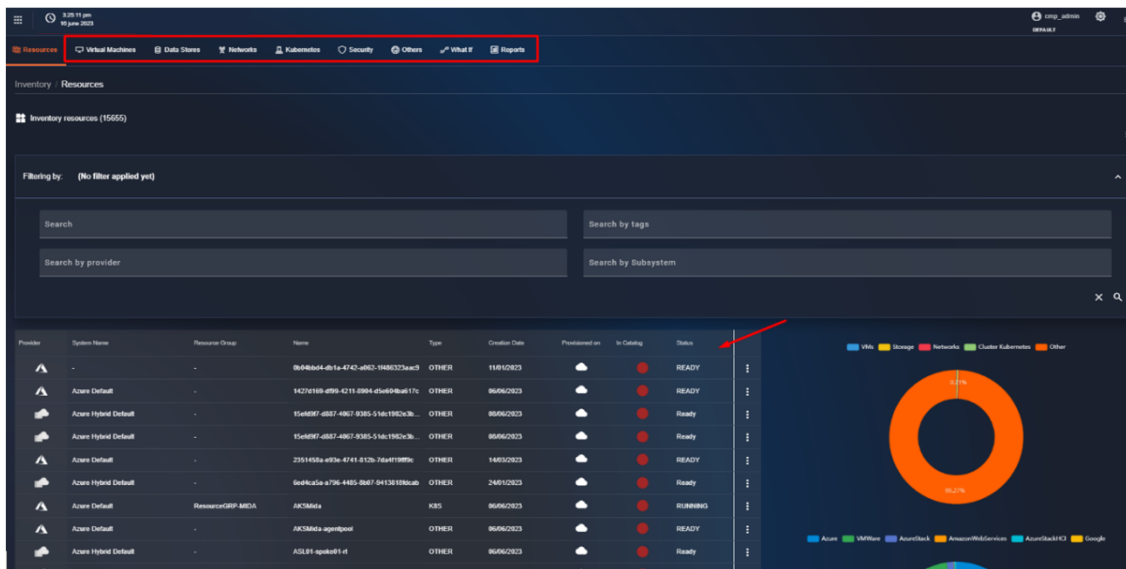 3:25:11 pm
16 june 2023
cmp_admin
DEFAULT
Resources Virtual Machines Data Stores Networks Kubernetes Security Others What If Reports
Inventory / Resources
Inventory resources (15655)
Filtering by: (No filter applied yet)
Search Search by tags
Search by provider Search by Subsystem
Provider System Name Resource Group Name Type Creation Date Provisioned on In Catalog Status
- - OTHER 11/01/2023 READY
Azure Default - OTHER 06/06/2023 READY
Azure Hybrid Default - OTHER 08/06/2023 Ready
Azure Hybrid Default - OTHER 08/06/2023 Ready
Azure Default - OTHER 14/03/2023 READY
Azure Hybrid Default - OTHER 24/01/2023 Ready
Azure Default ResourceGRP-MIDA AKSMida K8S 06/06/2023 RUNNING
Azure Default - AKSMida-agentpool OTHER 06/06/2023 READY
Azure Hybrid Default - ASL01-spoke01-rt OTHER 06/06/2023 Ready
VMs Storage Networks Cluster Kubernetes Other
99.27%
Azure VMWare AzureStack AmazonWebServices AzureStackHCI Google